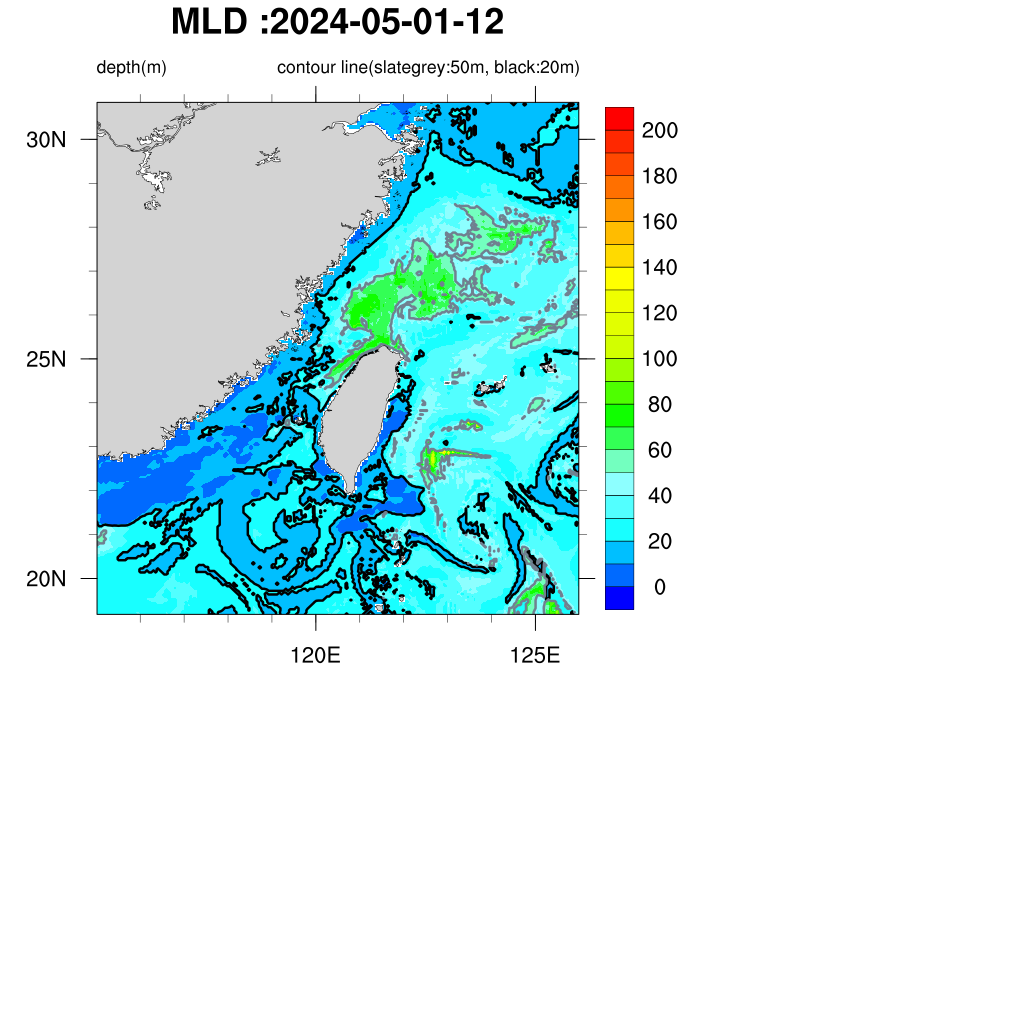 MLD :2024-05-01-12
depth(m)
contour line(slategrey:50m, black:20m)
30N
25N
20N
120E
125E
200
180
160
140
120
100
80
60
40
20
0